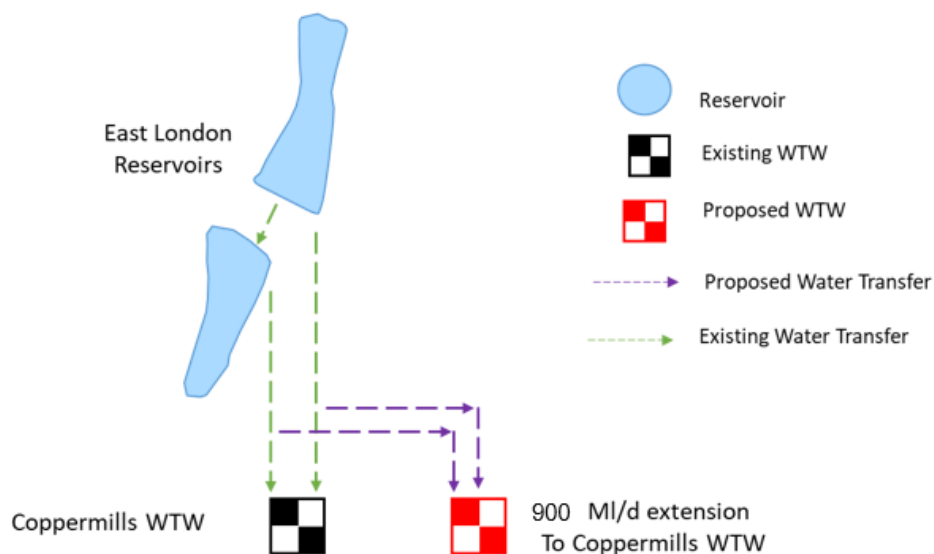 East London
Reservoirs
Reservoir
Existing WTW
Proposed WTW
Proposed Water Transfer
Existing Water Transfer
Coppermills WTW
900 Ml/d extension
To Coppermills WTW